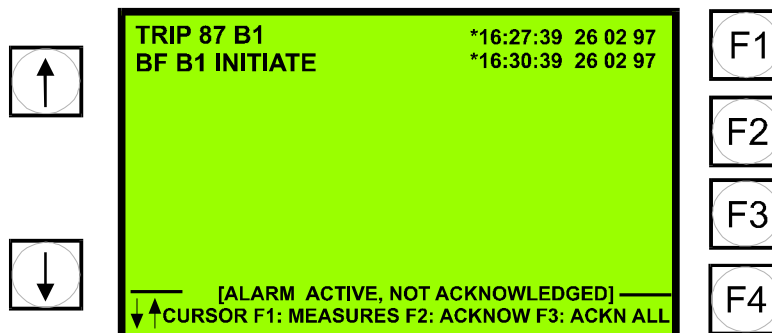 TRIP 87 B1 *16:27:39 26 02 97
BF B1 INITIATE *16:30:39 26 02 97
F1
F2
F3
F4
[ALARM ACTIVE, NOT ACKNOWLEDGED]
CURSOR F1: MEASURES F2: ACKNOW F3: ACKN ALL